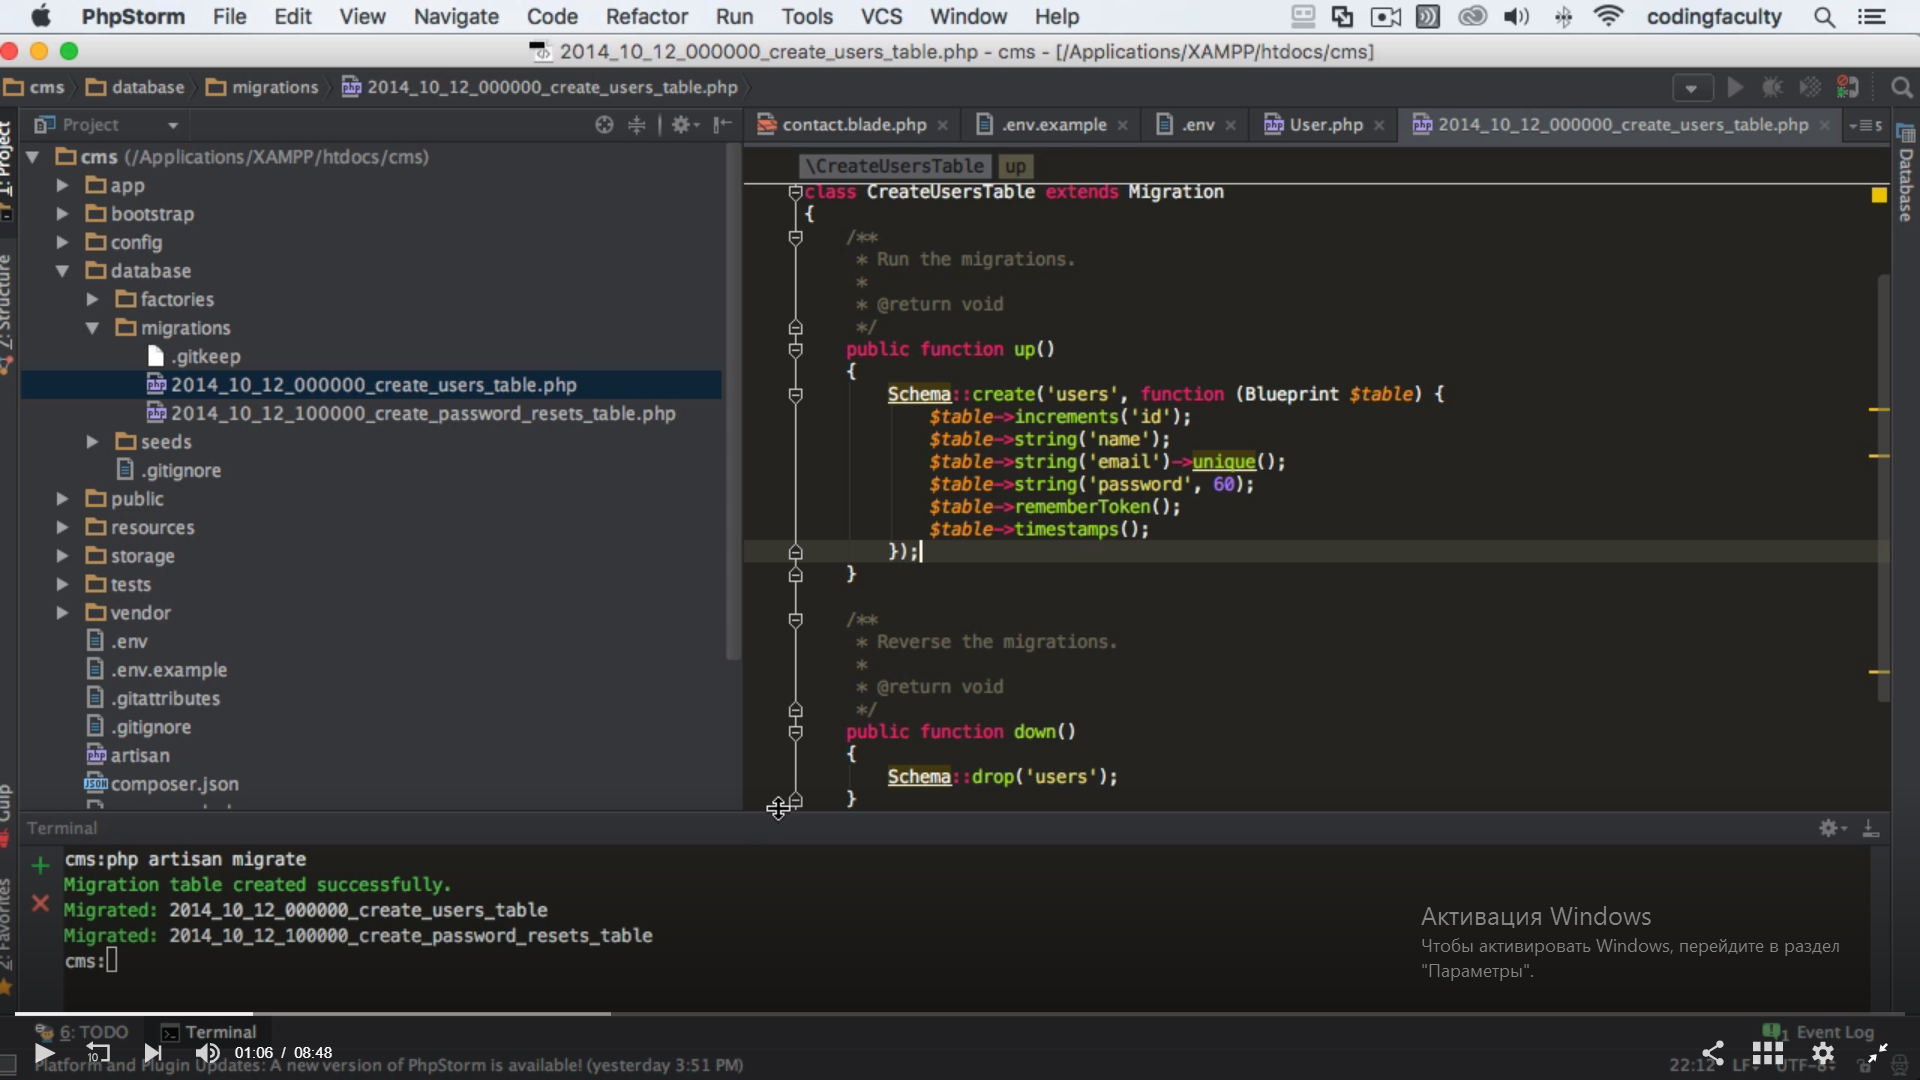 PhpStorm File Edit View Navigate Code Refactor Run Tools VCS Window Help codingfaculty
2014_10_12_000000_create_users_table.php - cms - [/Applications/XAMPP/htdocs/cms]
cms database migrations 2014_10_12_000000_create_users_table.php
Project
contact.blade.php .env.example .env User.php 2014_10_12_000000_create_users_table.php 5
1: Project
Z: Structure
Gulp
2: Favorites
Database
cms (/Applications/XAMPP/htdocs/cms)
app
bootstrap
config
database
factories
migrations
.gitkeep
2014_10_12_000000_create_users_table.php
2014_10_12_100000_create_password_resets_table.php
seeds
.gitignore
public
resources
storage
tests
vendor
.env
.env.example
.gitattributes
.gitignore
artisan
composer.json
\CreateUsersTable up
class CreateUsersTable extends Migration
{
/**
* Run the migrations.
*
* @return void
*/
public function up()
{
Schema::create('users', function (Blueprint $table) {
$table->increments('id');
$table->string('name');
$table->string('email')->unique();
$table->string('password', 60);
$table->rememberToken();
$table->timestamps();
});
}
/**
* Reverse the migrations.
*
* @return void
*/
public function down()
{
Schema::drop('users');
}
Terminal
cms:php artisan migrate
Migration table created successfully.
Migrated: 2014_10_12_000000_create_users_table
Migrated: 2014_10_12_100000_create_password_resets_table
cms:
Активация Windows
Чтобы активировать Windows, перейдите в раздел
"Параметры".
6: TODO Terminal 1 Event Log
10 01:06 / 08:48
Platform and Plugin Updates: A new version of PhpStorm is available! (yesterday 3:51 PM) 22:12 LF UTF-8